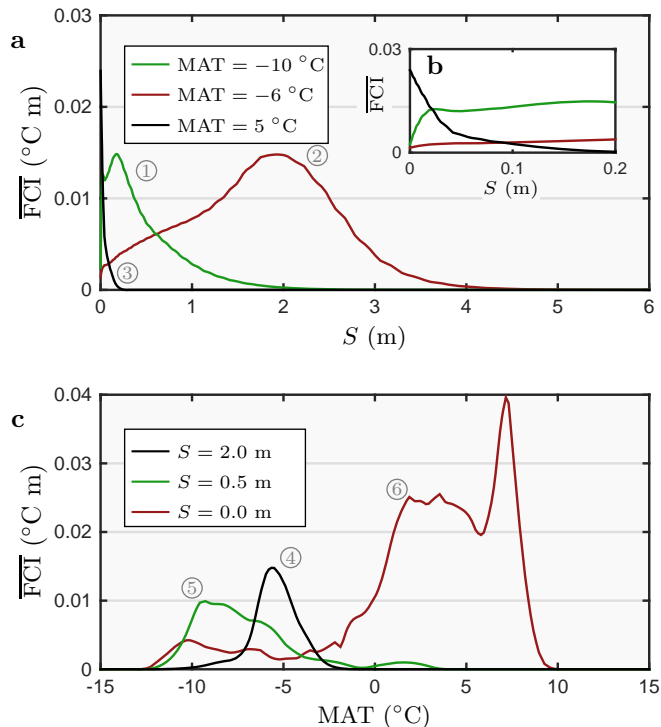 a
0.03
0.02
0.01
0
FCI (°C m)
MAT = −10 °C
MAT = −6 °C
MAT = 5 °C
b
0.03
0
FCI
0 0.1 0.2
S (m)
①
②
③
0 1 2 3 4 5 6
S (m)
c
0.04
0.03
0.02
0.01
0
FCI (°C m)
S = 2.0 m
S = 0.5 m
S = 0.0 m
④
⑤
⑥
-15 -10 -5 0 5 10 15
MAT (°C)